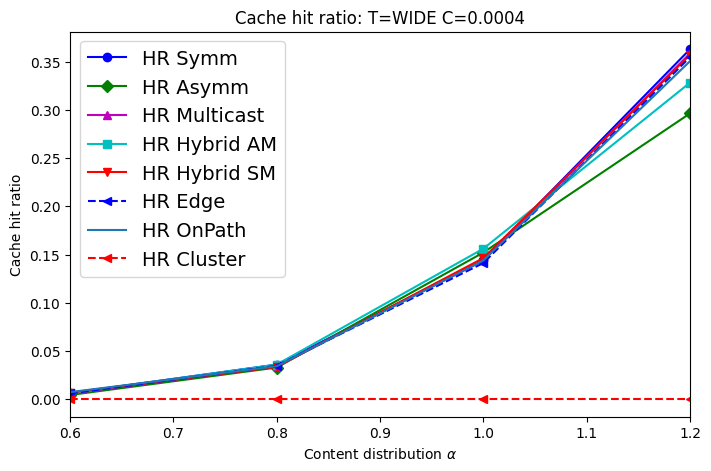 Cache hit ratio: T=WIDE C=0.0004
HR Symm
HR Asymm
HR Multicast
HR Hybrid AM
HR Hybrid SM
HR Edge
HR OnPath
HR Cluster
Cache hit ratio
0.35
0.30
0.25
0.20
0.15
0.10
0.05
0.00
0.6
0.7
0.8
0.9
1.0
1.1
1.2
Content distribution α